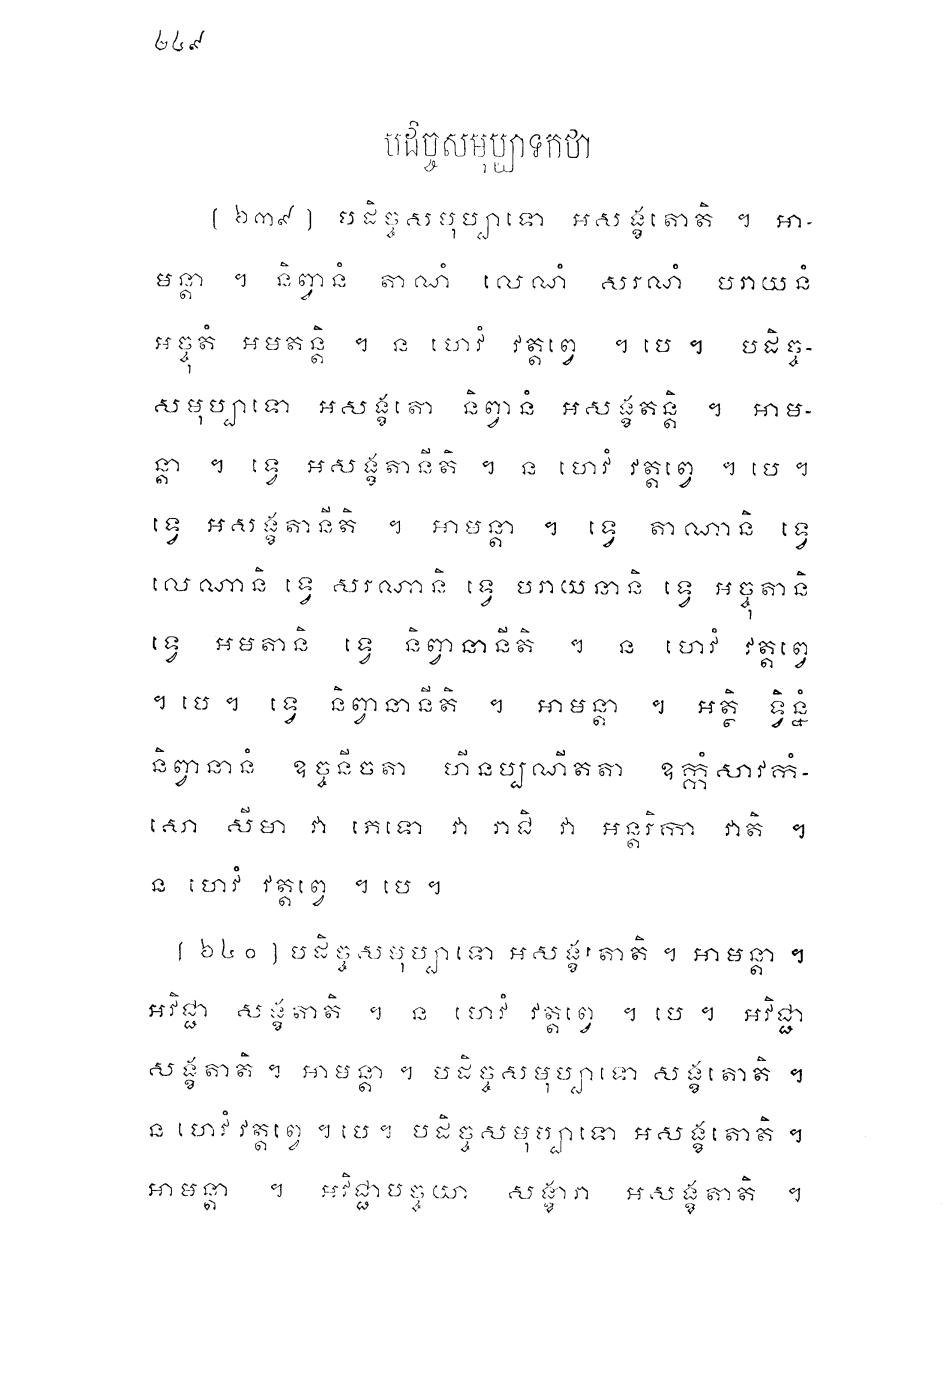 ២៤៩
បដិច្ចសមុប្បាទកថា
[ ៦៣៩ ] បដិច្ចសមុប្បាទោ អសង្ខតោតិ ។ អា-
មន្តា ។ និព្វានំ តាណំ លេណំ សរណំ បរាយនំ
អច្ចុតំ អមតន្តិ ។ ន ហេវំ វត្តព្វេ ។ បេ ។ បដិច្ច-
សមុប្បាទោ អសង្ខតោ និព្វានំ អសង្ខតន្តិ ។ អាម-
ន្តា ។ ទ្វេ អសង្ខតានីតិ ។ ន ហេវំ វត្តព្វេ ។ បេ ។
ទ្វេ អសង្ខតានីតិ ។ អាមន្តា ។ ទ្វេ តាណានិ ទ្វេ
លេណានិ ទ្វេ សរណានិ ទ្វេ បរាយនានិ ទ្វេ អច្ចុតានិ
ទ្វេ អមតានិ ទ្វេ និព្វានានីតិ ។ ន ហេវំ វត្តព្វេ
។ បេ ។ ទ្វេ និព្វានានីតិ ។ អាមន្តា ។ អត្ថិ ទ្វិន្នំ
និព្វានានំ ឧច្ចនីចតា ហីនប្បណីតតា ឧក្កំសាវកំ-
សោ សីមា វា ភេទោ វា រាជិ វា អន្តរិកា វាតិ ។
ន ហេវំ វត្តព្វេ ។ បេ ។
[ ៦៤០ ] បដិច្ចសមុប្បាទោ អសង្ខតោតិ ។ អាមន្តា ។
អវិជ្ជា សង្ខតាតិ ។ ន ហេវំ វត្តព្វេ ។ បេ ។ អវិជ្ជា
សង្ខតាតិ ។ អាមន្តា ។ បដិច្ចសមុប្បាទោ សង្ខតោតិ ។
ន ហេវំ វត្តព្វេ ។ បេ ។ បដិច្ចសមុប្បាទោ អសង្ខតោតិ ។
អាមន្តា ។ អវិជ្ជាបច្ចយា សង្ខារា អសង្ខតាតិ ។